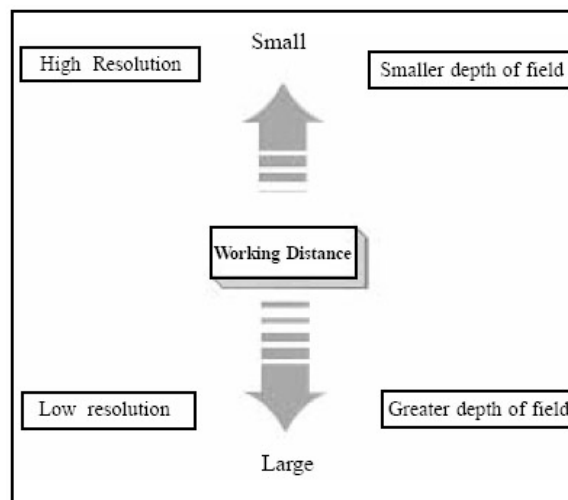 Small
High Resolution
Smaller depth of field
Working Distance
Low resolution
Greater depth of field
Large